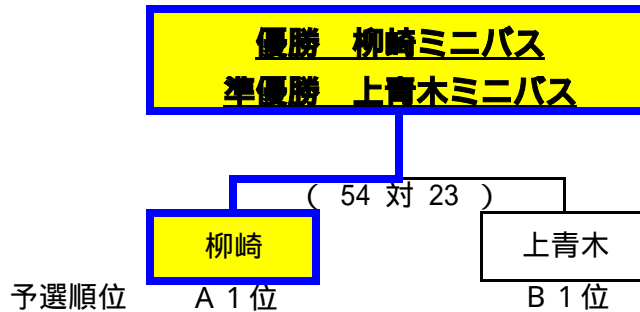 優勝　柳崎ミニバス
準優勝　上青木ミニバス
( 54 対 23 )
柳崎
上青木
予選順位 A 1位 B 1位